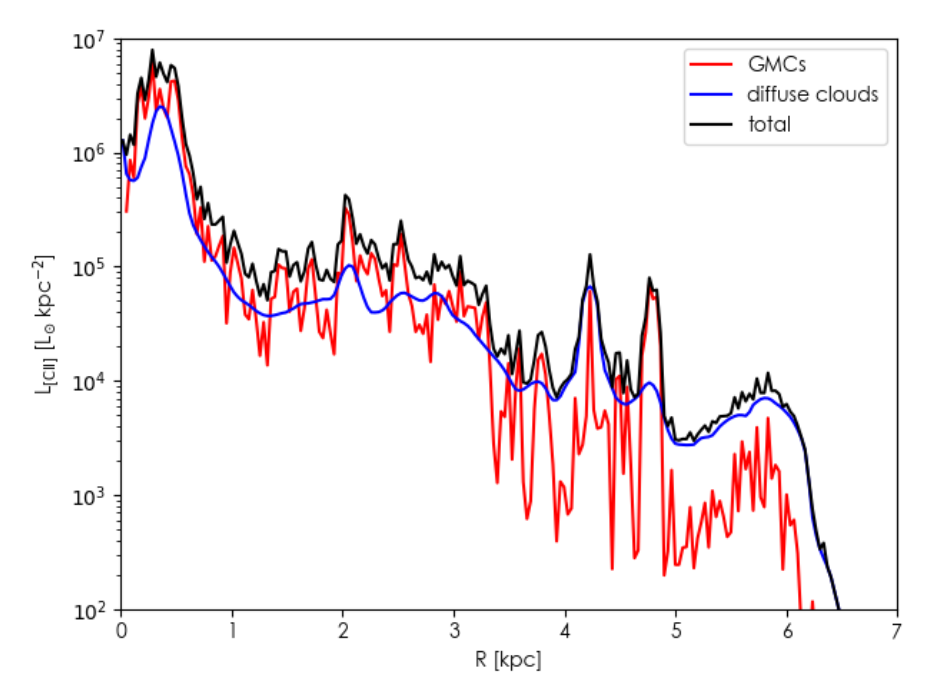 10⁷
10⁶
10⁵
10⁴
10³
10²
L[CII] [L⊙ kpc⁻²]
GMCs
diffuse clouds
total
0 1 2 3 4 5 6 7
R [kpc]